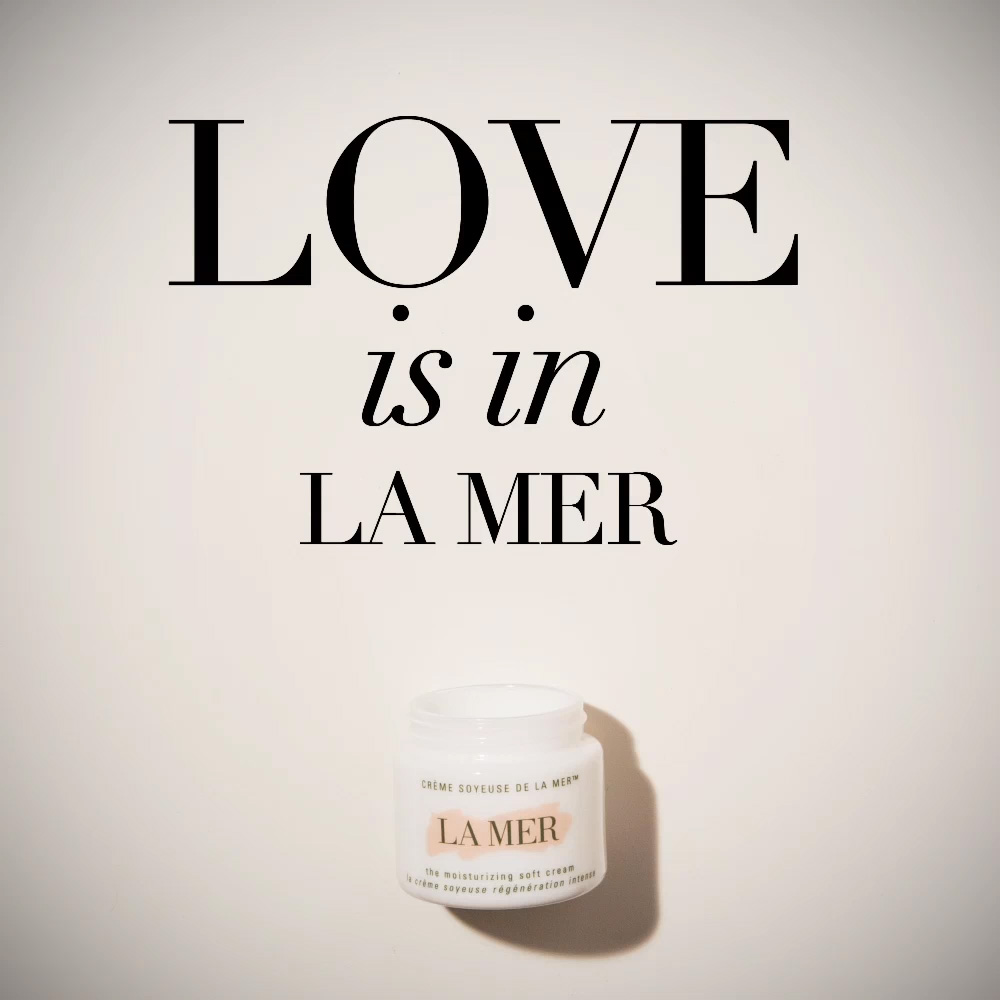 LOVE
is in
LA MER
CRÈME SOYEUSE DE LA MER™
LA MER
the moisturizing soft cream
la crème soyeuse régénération intense